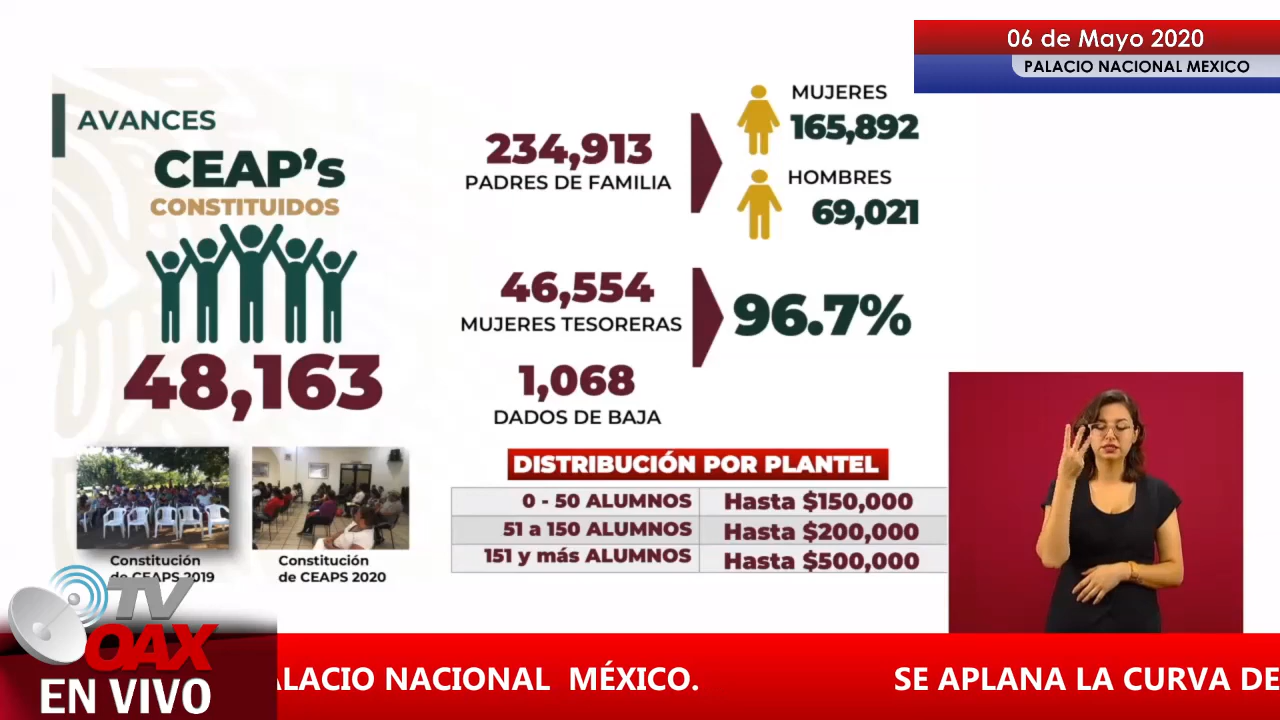 06 de Mayo 2020
PALACIO NACIONAL MEXICO
AVANCES
CEAP's
CONSTITUIDOS
48,163
234,913
PADRES DE FAMILIA
MUJERES
165,892
HOMBRES
69,021
46,554
MUJERES TESORERAS
96.7%
1,068
DADOS DE BAJA
DISTRIBUCIÓN POR PLANTEL
0 - 50 ALUMNOS Hasta $150,000
51 a 150 ALUMNOS Hasta $200,000
151 y más ALUMNOS Hasta $500,000
Constitución
de CEAPS 2019
Constitución
de CEAPS 2020
TV
OAX
EN VIVO
ALACIO NACIONAL MÉXICO. SE APLANA LA CURVA DE